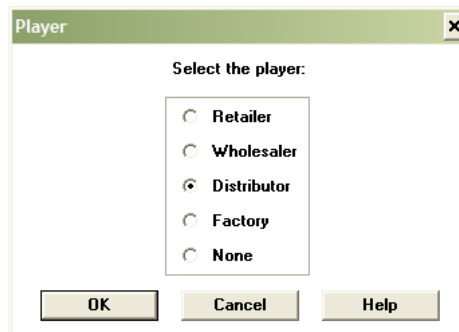 Player
Select the player:
Retailer
Wholesaler
Distributor
Factory
None
OK Cancel Help